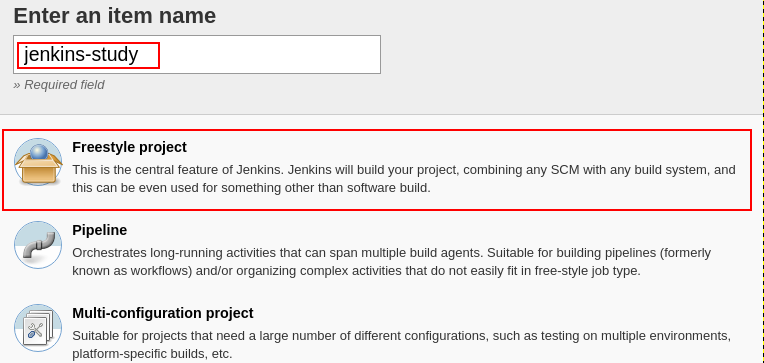 Enter an item name
jenkins-study
» Required field
Freestyle project
This is the central feature of Jenkins. Jenkins will build your project, combining any SCM with any build system, and
this can be even used for something other than software build.
Pipeline
Orchestrates long-running activities that can span multiple build agents. Suitable for building pipelines (formerly
known as workflows) and/or organizing complex activities that do not easily fit in free-style job type.
Multi-configuration project
Suitable for projects that need a large number of different configurations, such as testing on multiple environments,
platform-specific builds, etc.